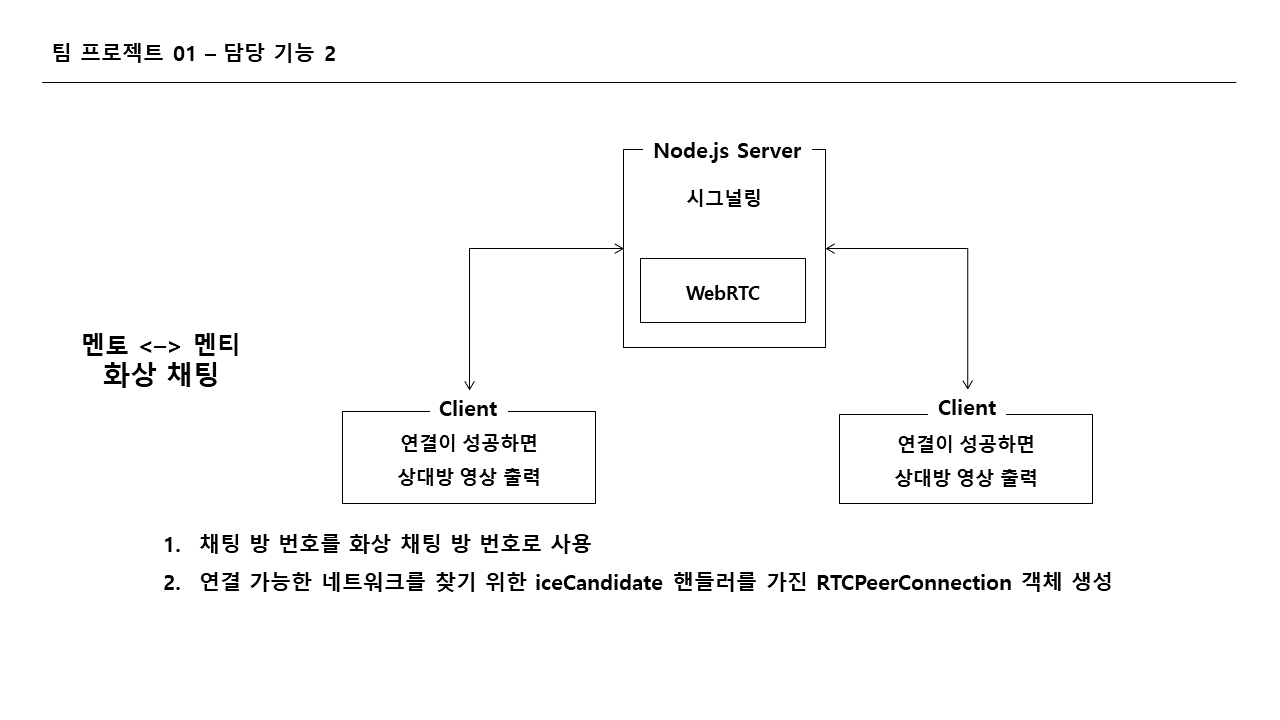 팀 프로젝트 01 – 담당 기능 2
Node.js Server
시그널링
WebRTC
멘토 <–> 멘티
화상 채팅
Client
연결이 성공하면
상대방 영상 출력
Client
연결이 성공하면
상대방 영상 출력
1. 채팅 방 번호를 화상 채팅 방 번호로 사용
2. 연결 가능한 네트워크를 찾기 위한 iceCandidate 핸들러를 가진 RTCPeerConnection 객체 생성